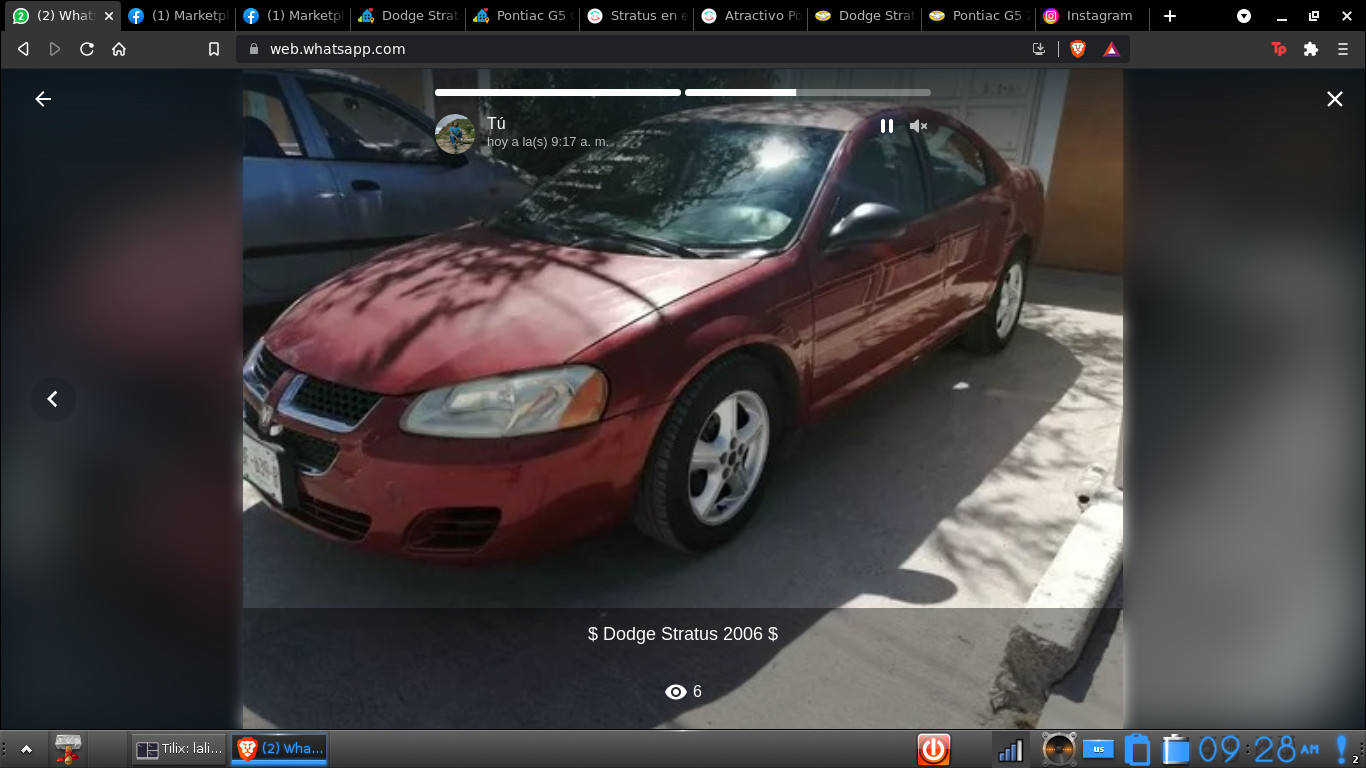 (2) Whats
(1) Marketpl
(1) Marketpl
Dodge Strat
Pontiac G5
Stratus en
Atractivo Po
Dodge Strat
Pontiac G5
Instagram
web.whatsapp.com
Tp
Tú
hoy a la(s) 9:17 a. m.
$ Dodge Stratus 2006 $
6
Tilix: lali...
(2) Wha...
us
09:28 AM
2